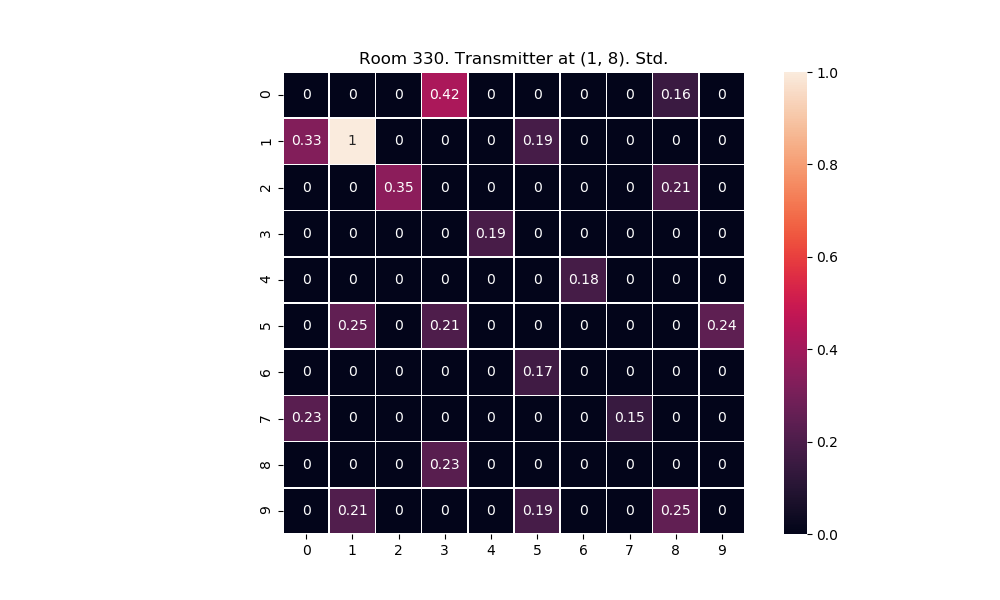 Room 330. Transmitter at (1, 8). Std.
0 0 0 0 0.42 0 0 0 0 0.16 0
1 0.33 1 0 0 0 0.19 0 0 0 0
2 0 0 0.35 0 0 0 0 0 0.21 0
3 0 0 0 0 0.19 0 0 0 0 0
4 0 0 0 0 0 0 0.18 0 0 0
5 0 0.25 0 0.21 0 0 0 0 0 0.24
6 0 0 0 0 0 0.17 0 0 0 0
7 0.23 0 0 0 0 0 0 0.15 0 0
8 0 0 0 0.23 0 0 0 0 0 0
9 0 0.21 0 0 0 0.19 0 0 0.25 0
0 1 2 3 4 5 6 7 8 9
1.0
0.8
0.6
0.4
0.2
0.0